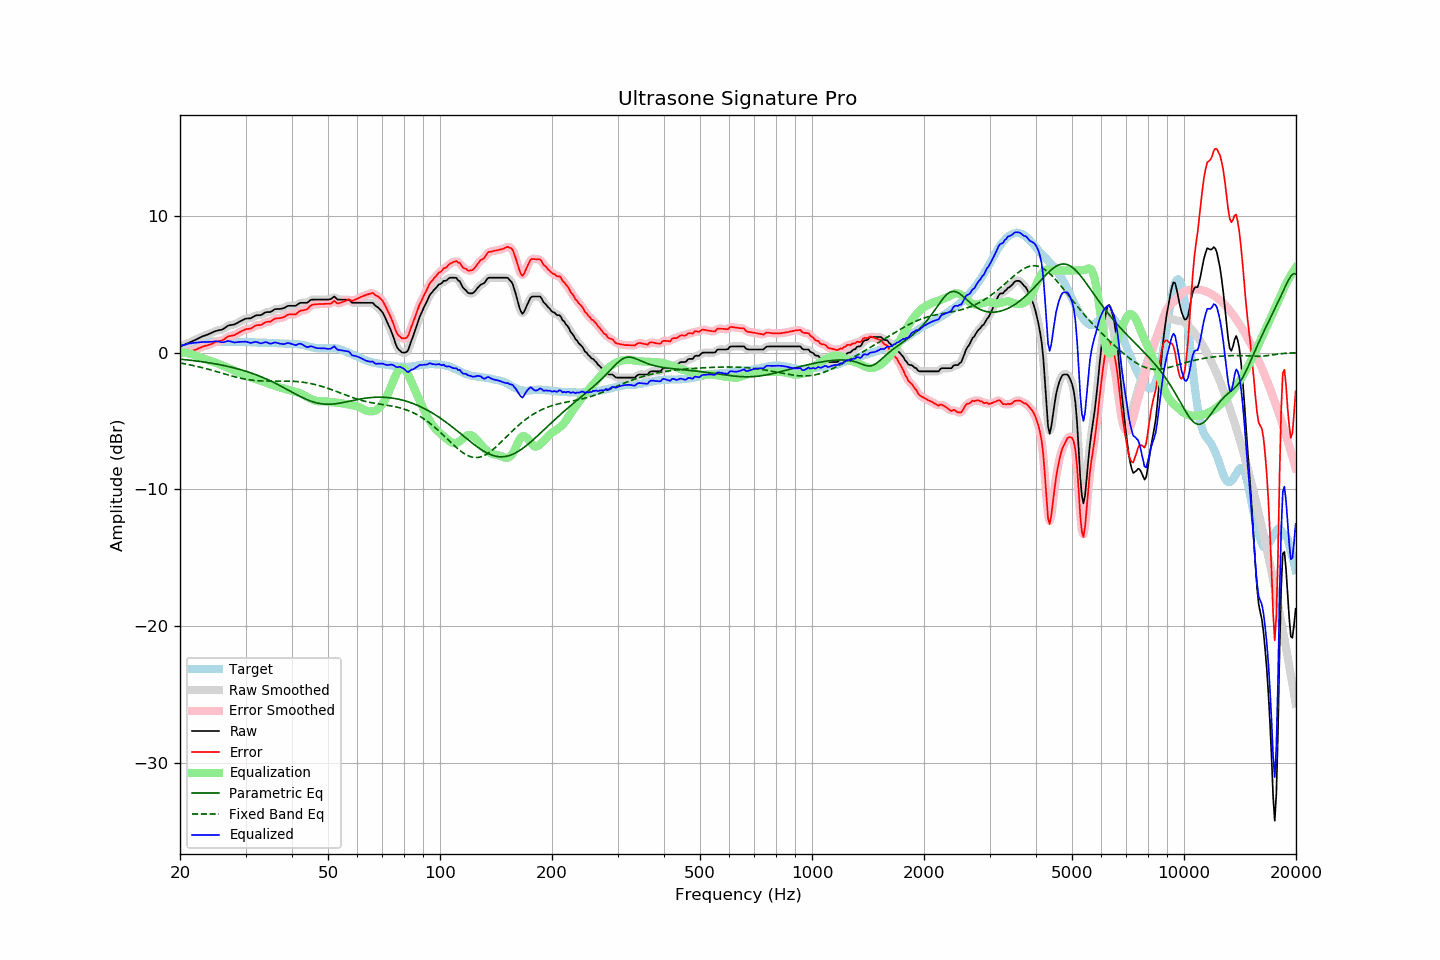 Ultrasone Signature Pro
Amplitude (dBr)
10
0
−10
−20
−30
Target
Raw Smoothed
Error Smoothed
Raw
Error
Equalization
Parametric Eq
Fixed Band Eq
Equalized
20 50 100 200 500 1000 2000 5000 10000 20000
Frequency (Hz)